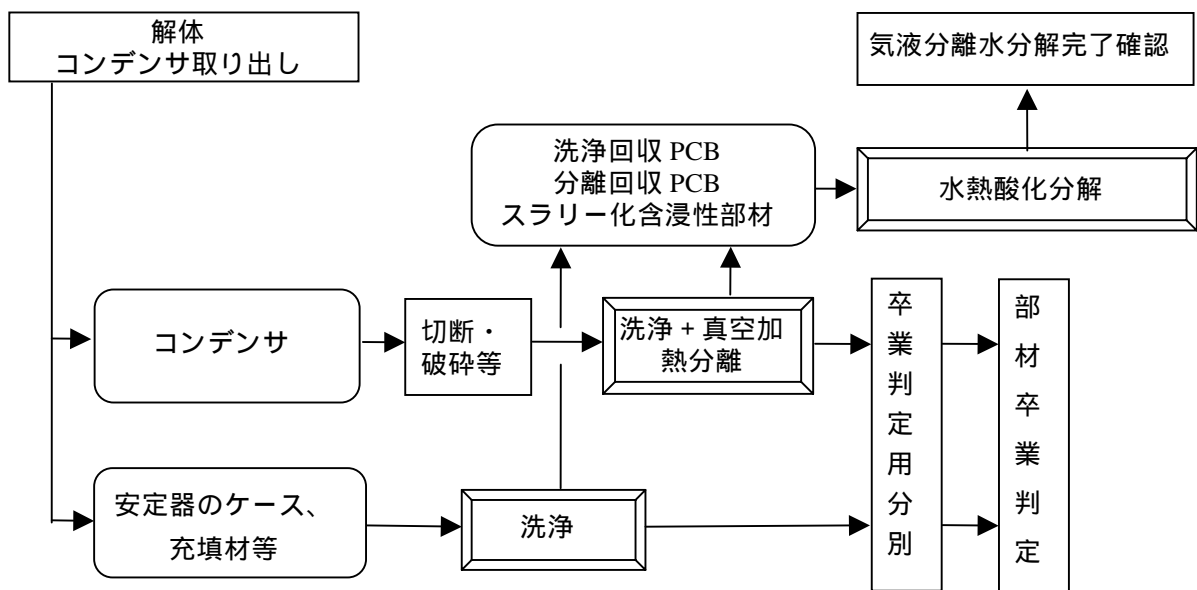 解体
コンデンサ取り出し
気液分離水分解完了確認
洗浄回収 PCB
分離回収 PCB
スラリー化含浸性部材
水熱酸化分解
コンデンサ
切断・
破砕等
洗浄+真空加
熱分離
卒業判定用分別
部材卒業判定
安定器のケース、
充填材等
洗浄